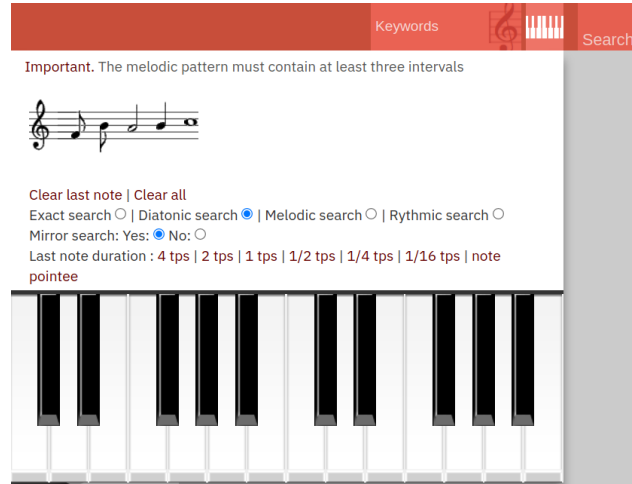 Keywords
Search
Important. The melodic pattern must contain at least three intervals
Clear last note | Clear all
Exact search | Diatonic search | Melodic search | Rythmic search
Mirror search: Yes: No:
Last note duration : 4 tps | 2 tps | 1 tps | 1/2 tps | 1/4 tps | 1/16 tps | note
pointee